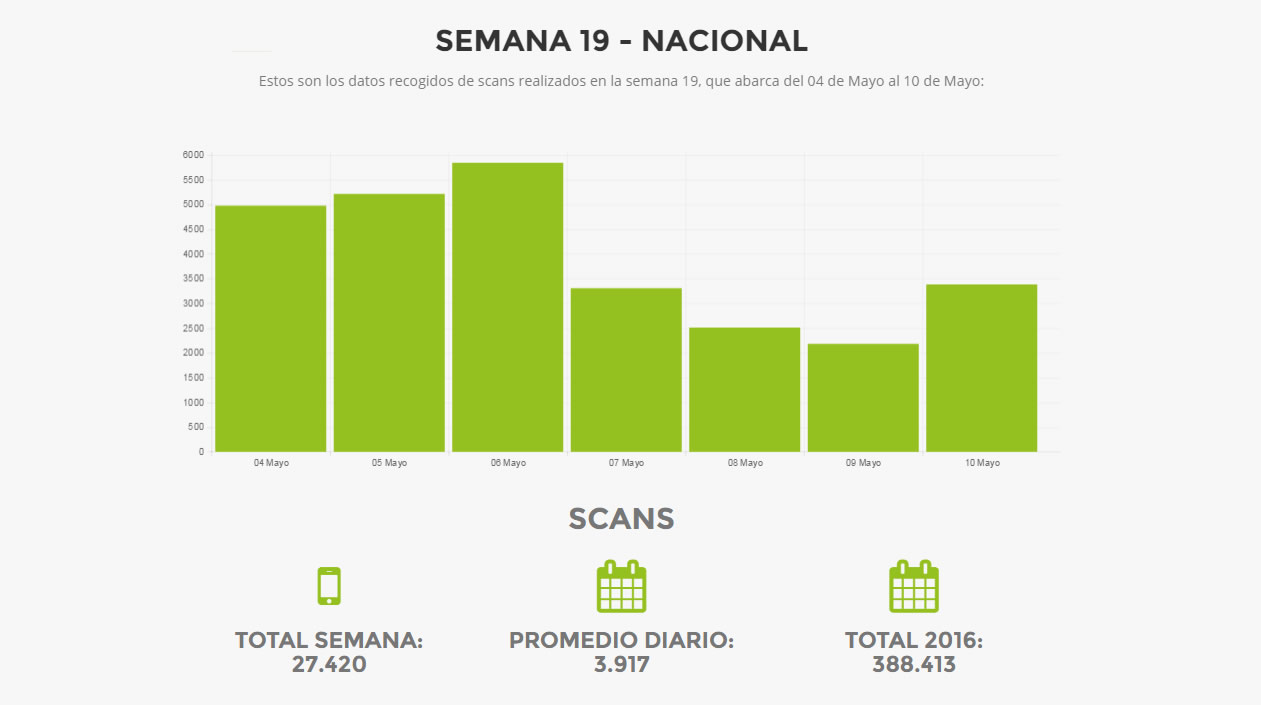 SEMANA 19 - NACIONAL
Estos son los datos recogidos de scans realizados en la semana 19, que abarca del 04 de Mayo al 10 de Mayo:
6000
5500
5000
4500
4000
3500
3000
2500
2000
1500
1000
500
0
04 Mayo 05 Mayo 06 Mayo 07 Mayo 08 Mayo 09 Mayo 10 Mayo
SCANS
TOTAL SEMANA:
27.420
PROMEDIO DIARIO:
3.917
TOTAL 2016:
388.413